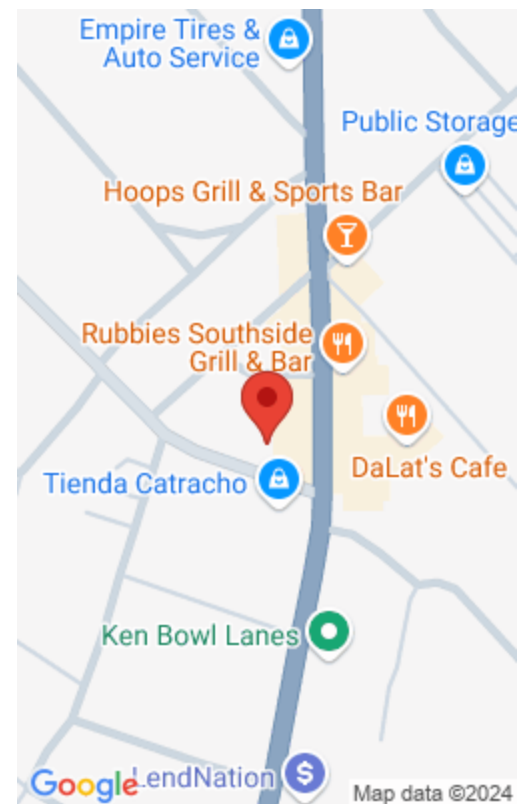 Empire Tires &
Auto Service
Public Storage
Hoops Grill & Sports Bar
Rubbies Southside
Grill & Bar
DaLat's Cafe
Tienda Catracho
Ken Bowl Lanes
LendNation
Google
Map data ©2024